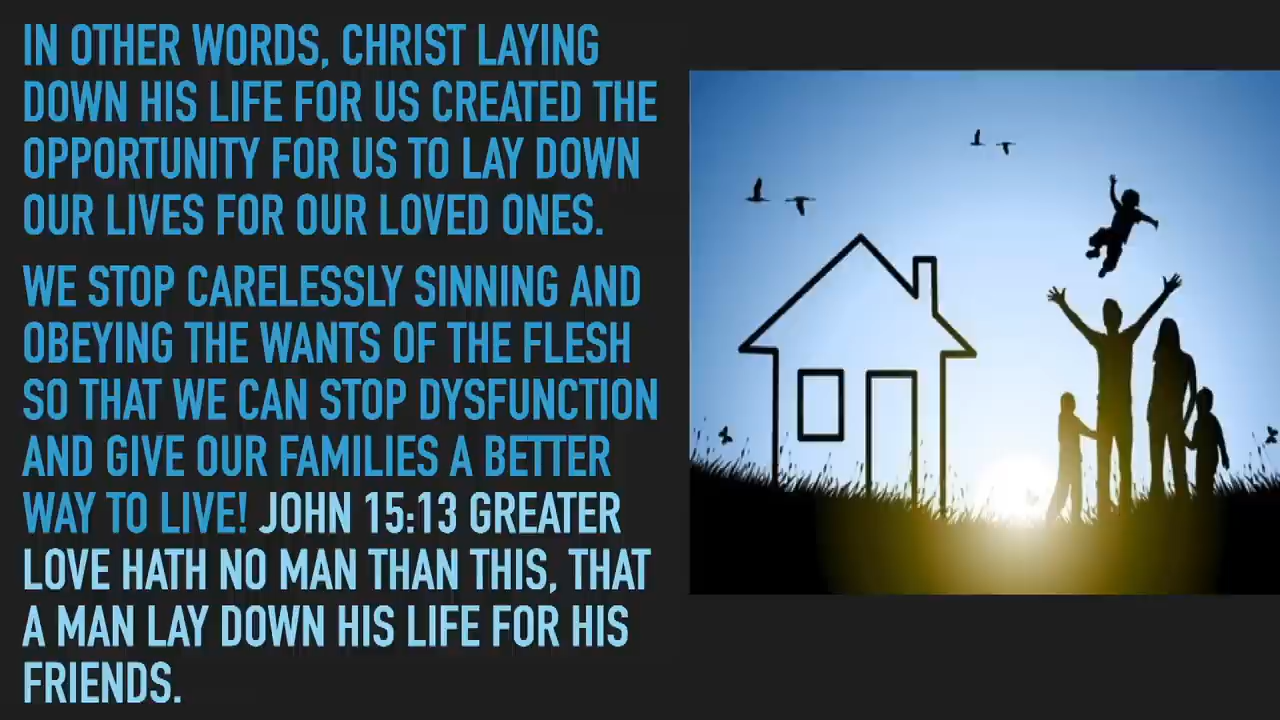 IN OTHER WORDS, CHRIST LAYING
DOWN HIS LIFE FOR US CREATED THE
OPPORTUNITY FOR US TO LAY DOWN
OUR LIVES FOR OUR LOVED ONES.
WE STOP CARELESSLY SINNING AND
OBEYING THE WANTS OF THE FLESH
SO THAT WE CAN STOP DYSFUNCTION
AND GIVE OUR FAMILIES A BETTER
WAY TO LIVE! JOHN 15:13 GREATER
LOVE HATH NO MAN THAN THIS, THAT
A MAN LAY DOWN HIS LIFE FOR HIS
FRIENDS.